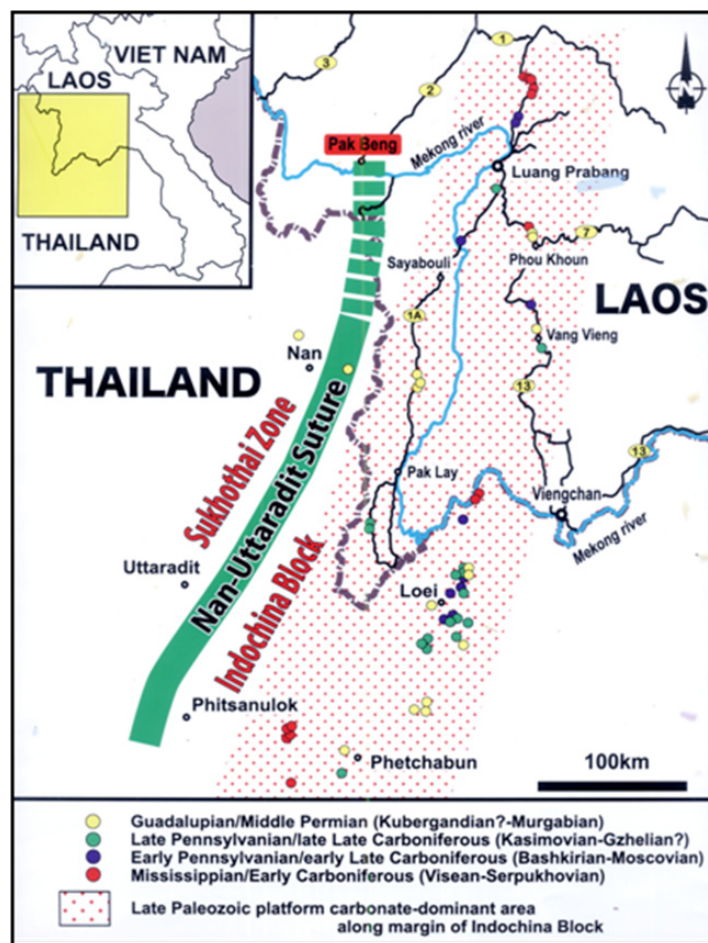 VIET NAM
LAOS
THAILAND
3
2
1
Pak Beng
Mekong river
Luang Prabang
7
Phou Khoun
Sayabouli
LAOS
1A
Vang Vieng
Nan
THAILAND
13
Sukhothai Zone
Nan-Uttaradit Suture
Indochina Block
13
Pak Lay
Viengchan
Mekong river
Uttaradit
Loei
Phitsanulok
Phetchabun
100km
Guadalupian/Middle Permian (Kubergandian?-Murgabian)
Late Pennsylvanian/late Late Carboniferous (Kasimovian-Gzhelian?)
Early Pennsylvanian/early Late Carboniferous (Bashkirian-Moscovian)
Mississippian/Early Carboniferous (Visean-Serpukhovian)
Late Paleozoic platform carbonate-dominant area
along margin of Indochina Block